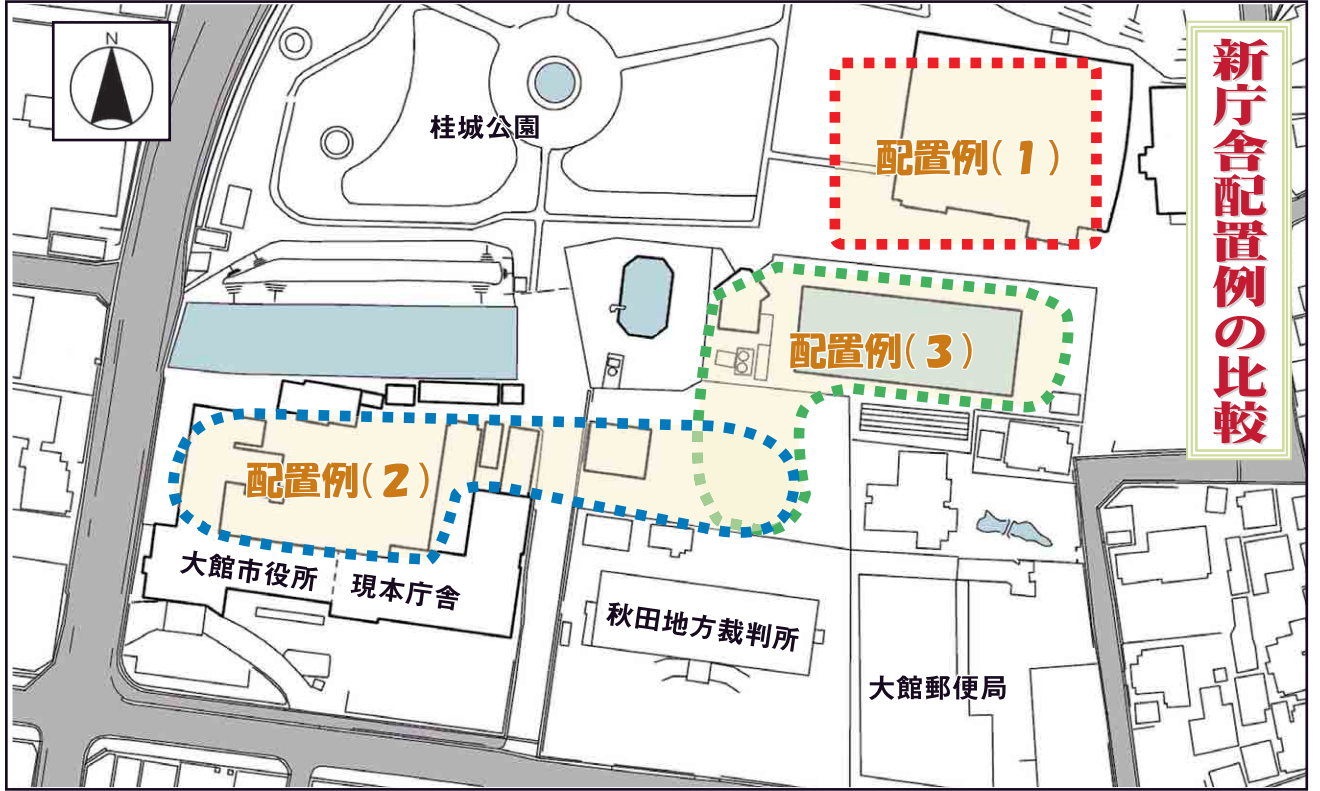 新庁舎配置例の比較
N
桂城公園
配置例(1)
配置例(3)
配置例(2)
大館市役所
現本庁舎
秋田地方裁判所
大館郵便局